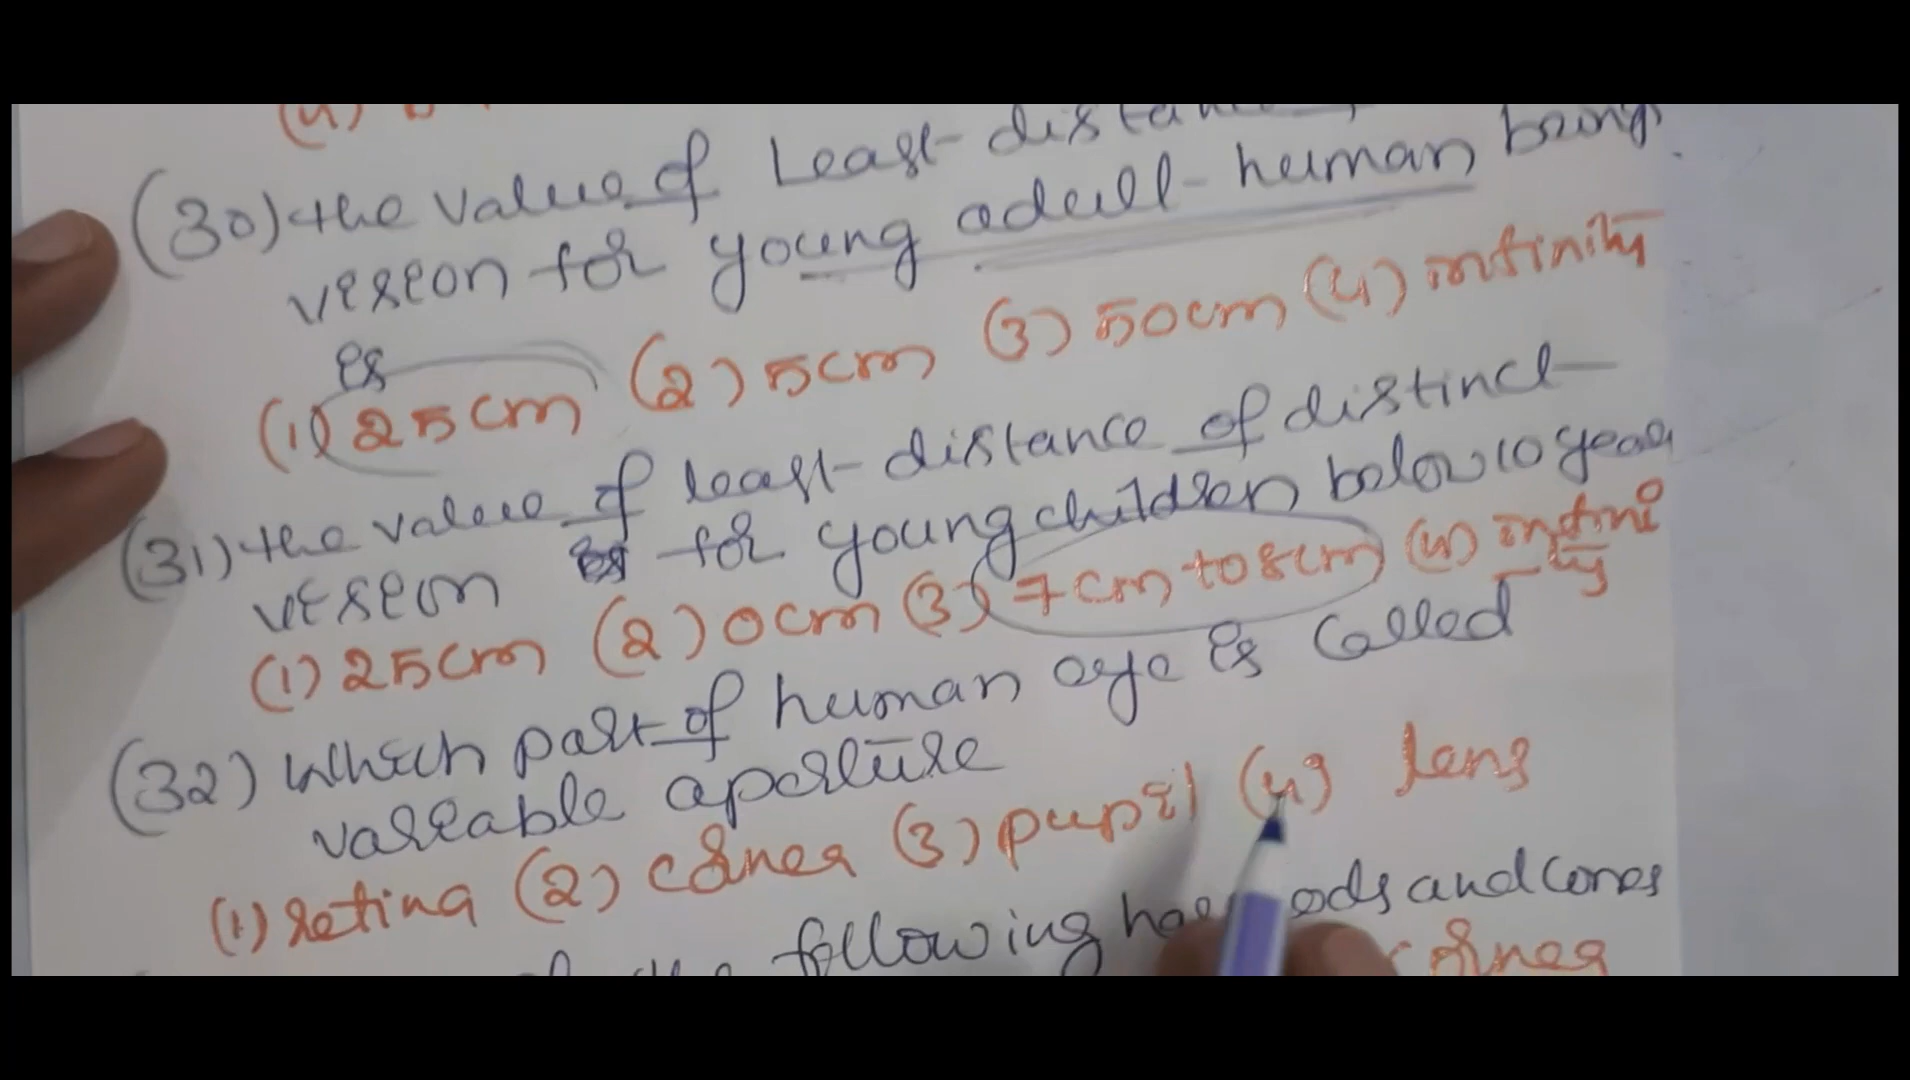 (4)
(30) the value of Least distan
vision for young adult human being
is
(1) 25cm (2) 5cm (3) 50cm (4) infinity
(31) the value of least distance of distinct
vision for young children below 10 years
(1) 25cm (2) 0cm (3) 7cm to 8cm (4) infinity
(32) which part of human eye is called
variable aperture
(1) retina (2) cornea (3) pupil (4) lens
following has rods and cones
cornea